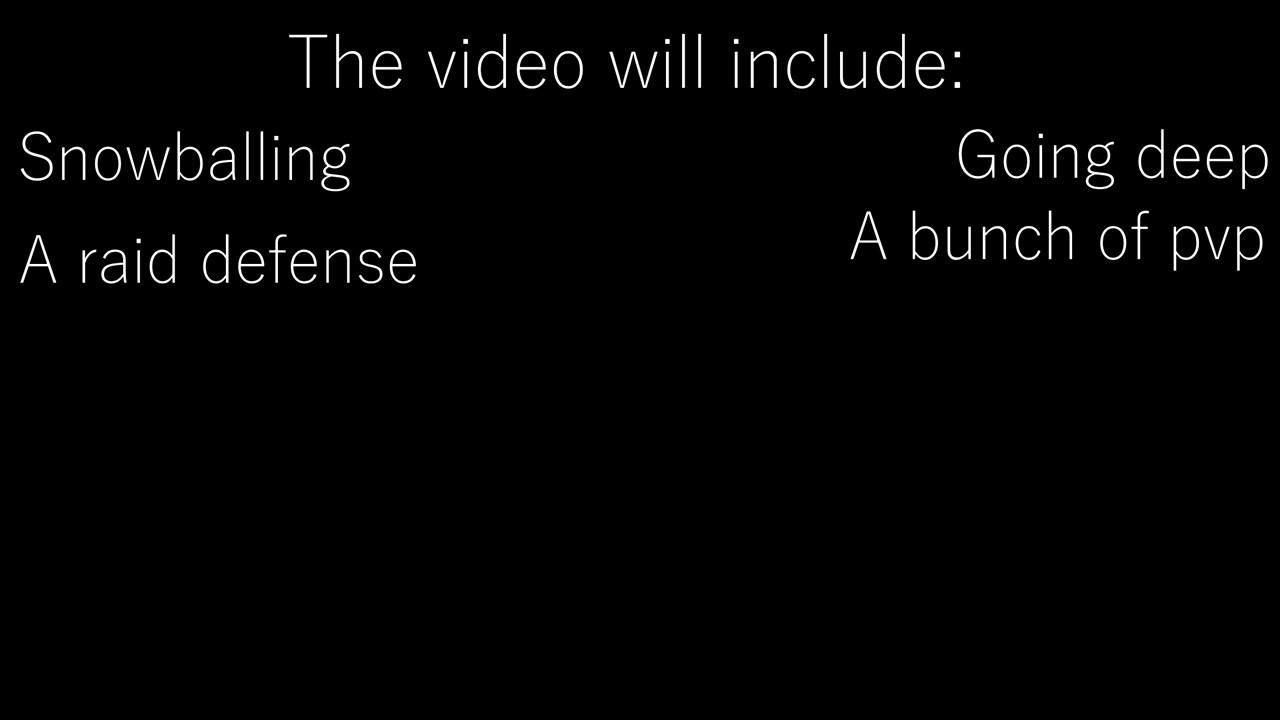 The video will include:
Snowballing
Going deep
A raid defense
A bunch of pvp